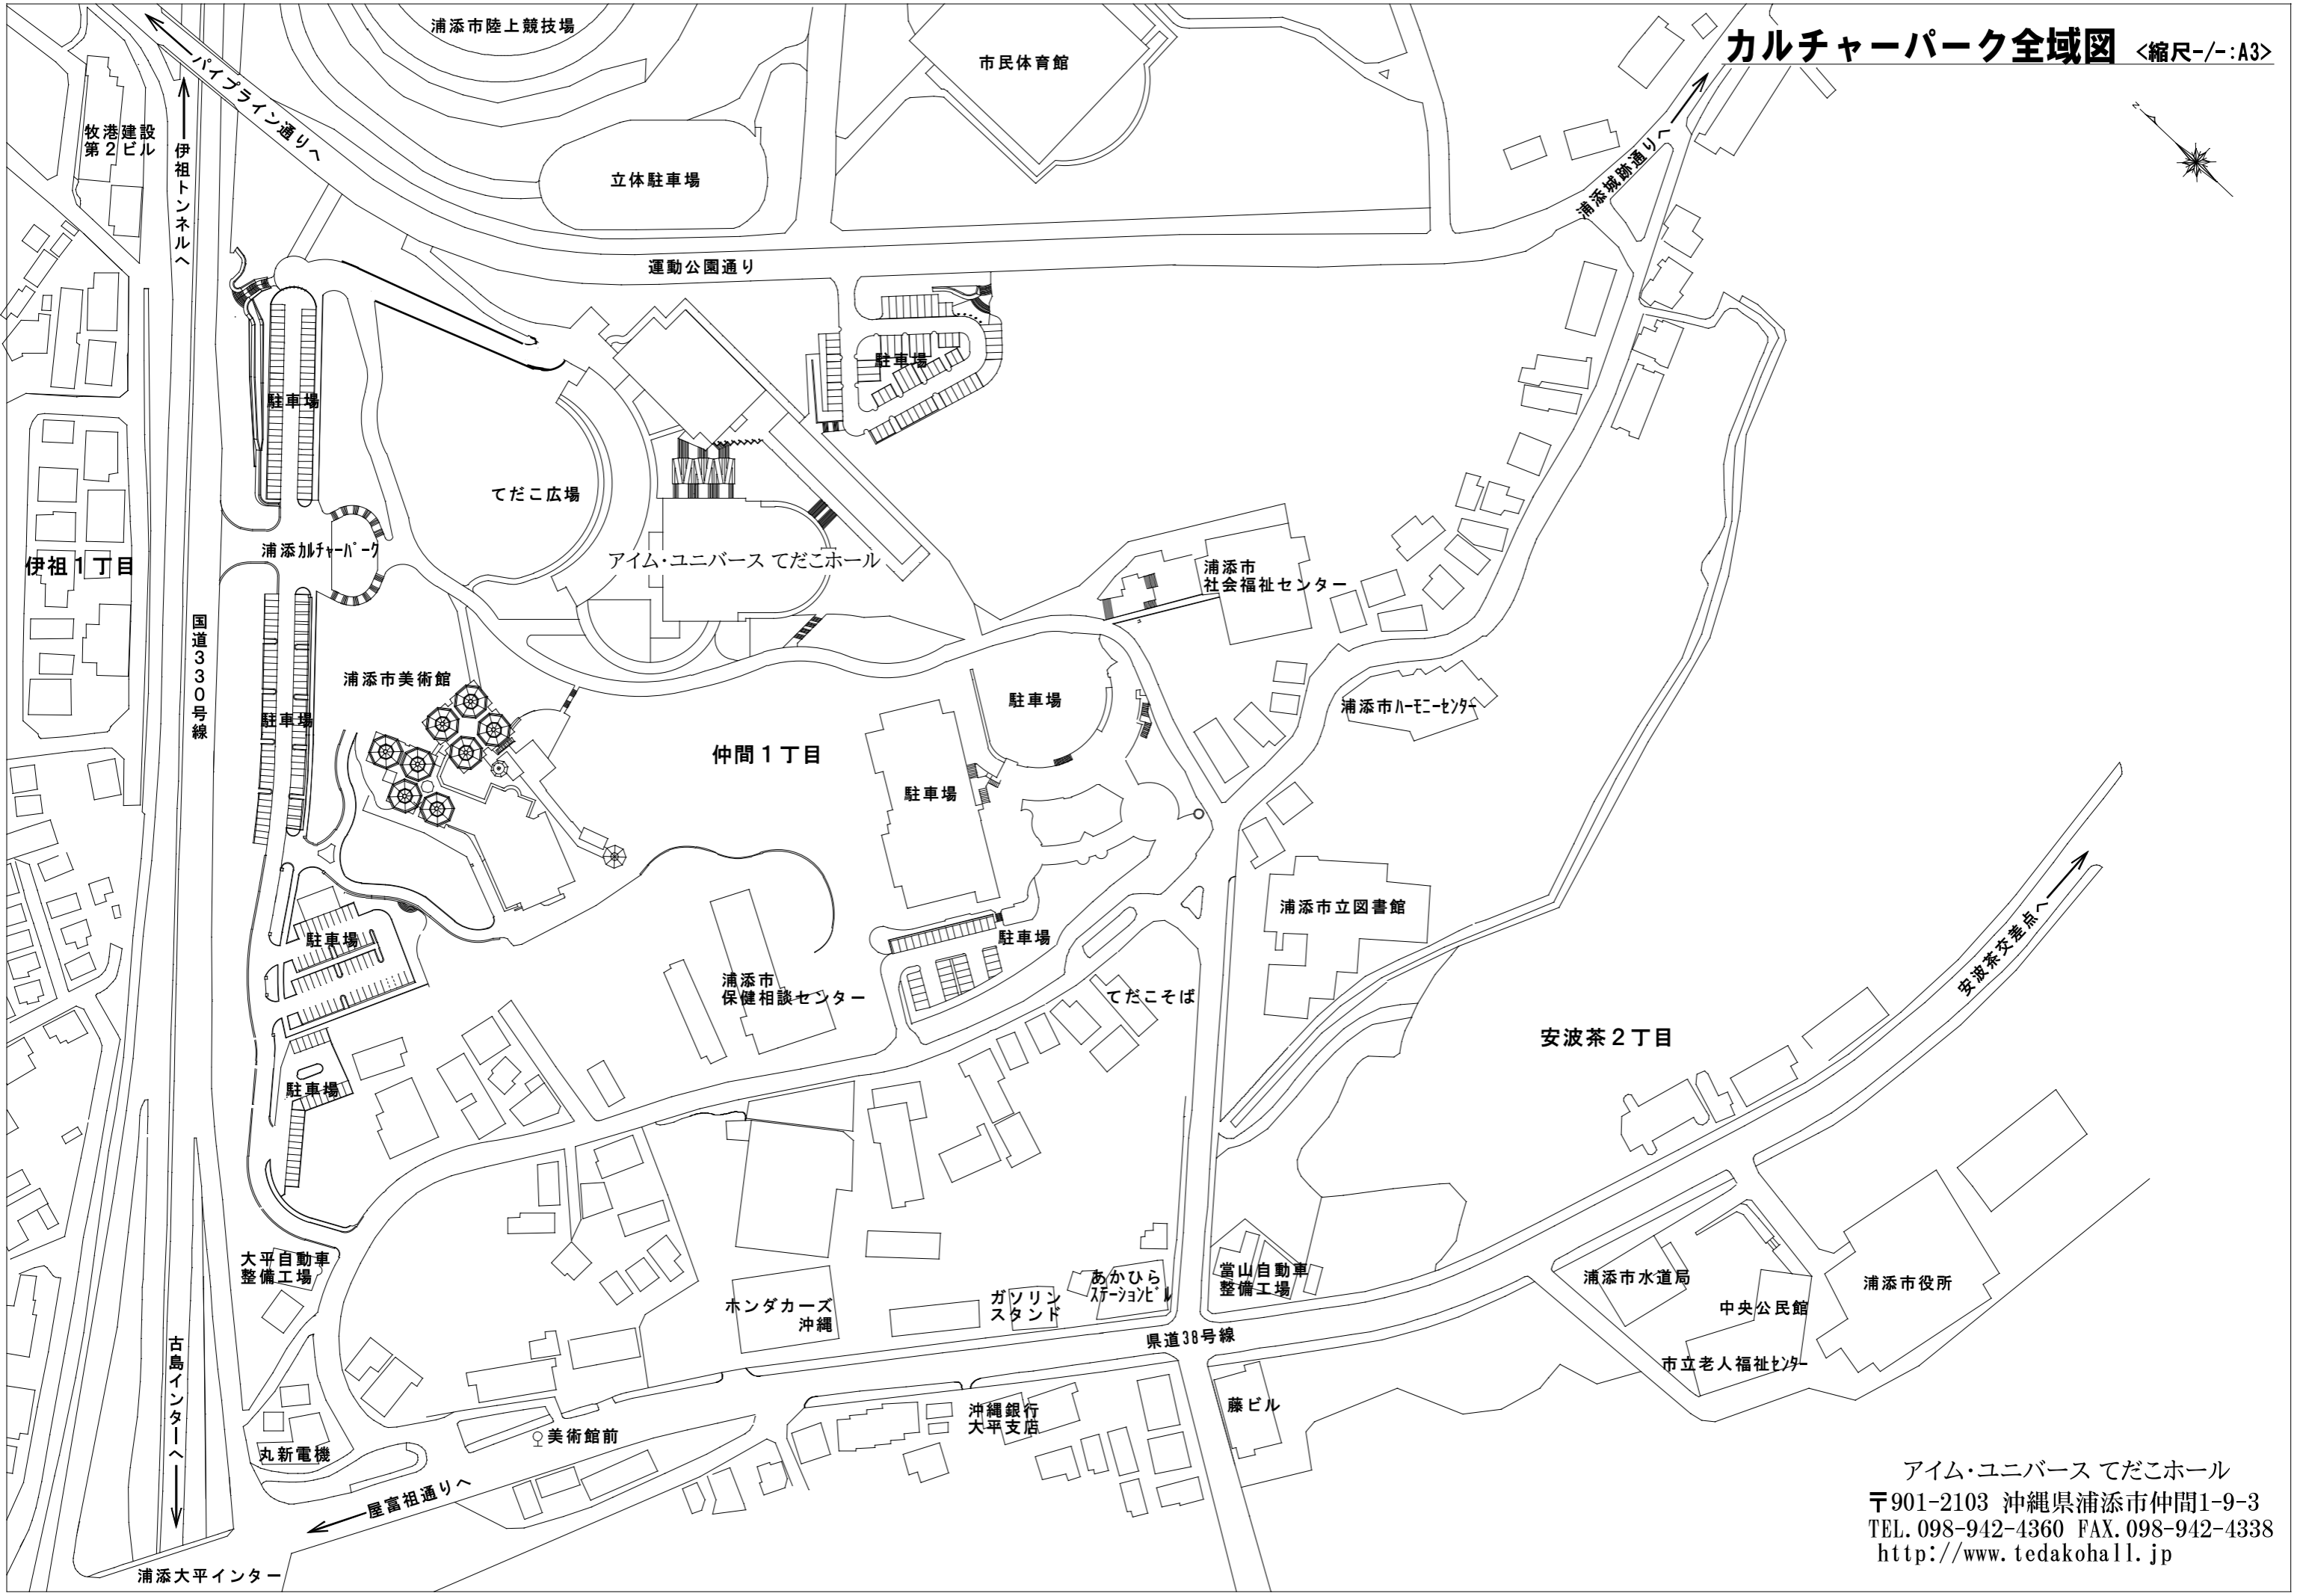 カルチャーパーク全域図 <縮尺-/-:A3>
浦添市陸上競技場
市民体育館
パイプライン通りへ
牧港建設
第2ビル
伊祖トンネルへ
立体駐車場
浦添城跡通りへ
N
運動公園通り
駐車場
駐車場
てだこ広場
浦添カルチャーパーク
アイム・ユニバース てだこホール
伊祖1丁目
浦添市
社会福祉センター
国道330号線
浦添市美術館
駐車場
駐車場
浦添市ハーモニーセンター
仲間1丁目
駐車場
浦添市立図書館
駐車場
駐車場
浦添市
保健相談センター
てだこそば
安波茶交差点へ
安波茶2丁目
駐車場
大平自動車
整備工場
ホンダカーズ
沖縄
ガソリン
スタンド
あかひら
ステーションビル
當山自動車
整備工場
浦添市水道局
浦添市役所
中央公民館
県道38号線
市立老人福祉センター
古島インターへ
藤ビル
沖縄銀行
大平支店
美術館前
丸新電機
屋富祖通りへ
浦添大平インター
アイム・ユニバース てだこホール
〒901-2103 沖縄県浦添市仲間1-9-3
TEL.098-942-4360 FAX.098-942-4338
http://www.tedakohall.jp